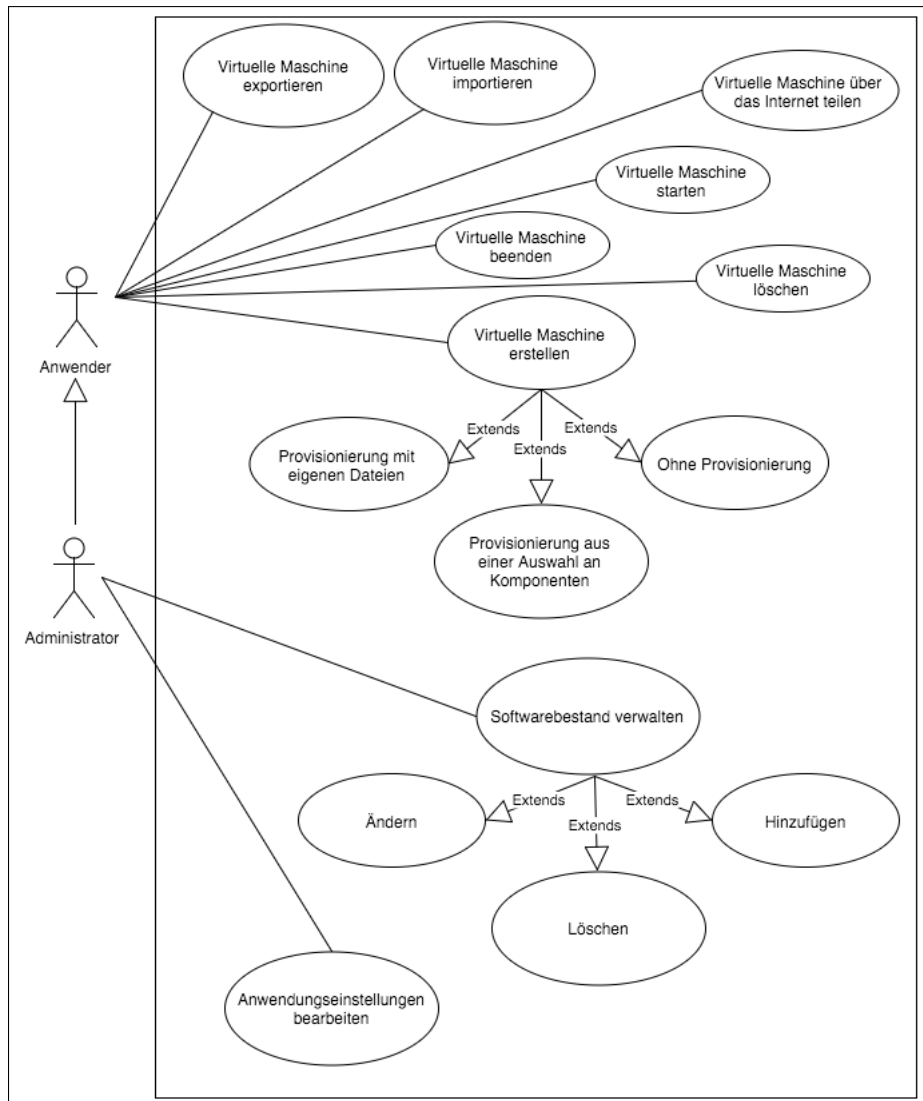 Virtuelle Maschine
exportieren
Virtuelle Maschine
importieren
Virtuelle Maschine über
das Internet teilen
Virtuelle Maschine
starten
Virtuelle Maschine
beenden
Virtuelle Maschine
löschen
Anwender
Virtuelle Maschine
erstellen
Extends
Extends
Extends
Provisionierung mit
eigenen Dateien
Ohne Provisionierung
Provisionierung aus
einer Auswahl an
Komponenten
Administrator
Softwarebestand verwalten
Extends
Extends
Extends
Ändern
Hinzufügen
Löschen
Anwendungseinstellungen
bearbeiten